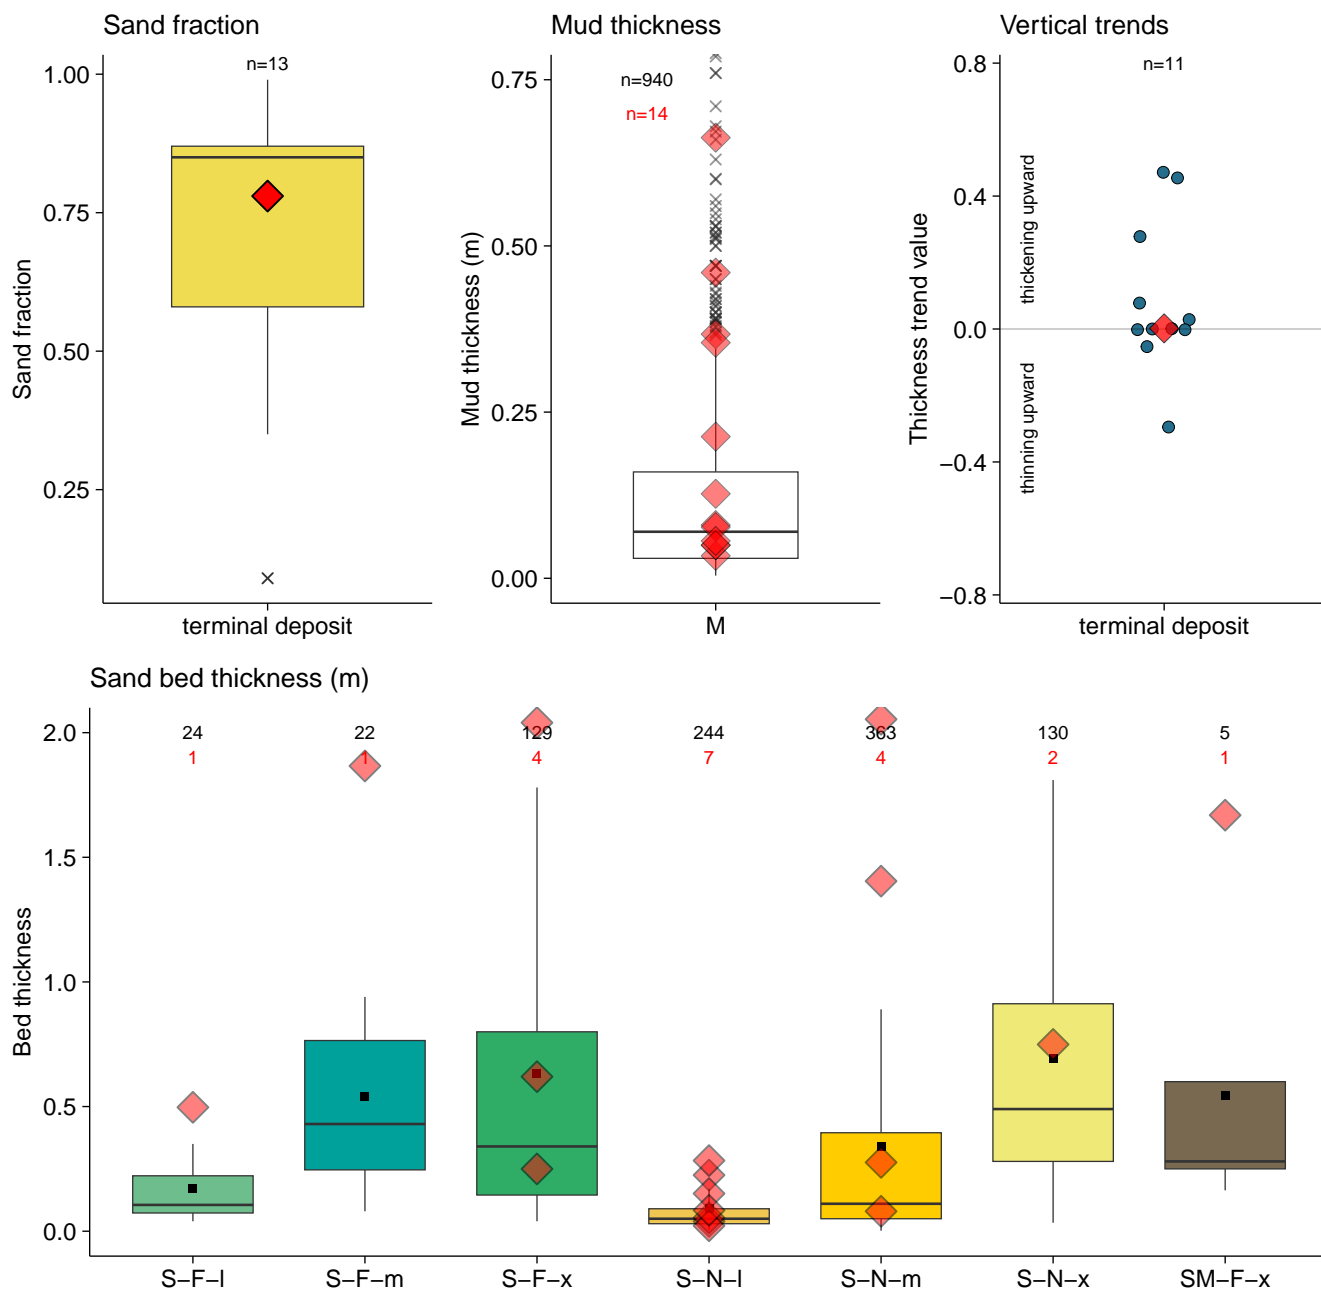 Sand fraction
Mud thickness
Vertical trends
n=13
n=940
n=14
n=11
1.00
0.75
0.50
0.25
Sand fraction
terminal deposit
0.75
0.50
0.25
0.00
Mud thickness (m)
M
0.8
0.4
0.0
−0.4
−0.8
Thickness trend value
thickening upward
thinning upward
terminal deposit
Sand bed thickness (m)
24
22
129
244
363
130
5
1
1
4
7
4
2
1
2.0
1.5
1.0
0.5
0.0
Bed thickness
S−F−l
S−F−m
S−F−x
S−N−l
S−N−m
S−N−x
SM−F−x